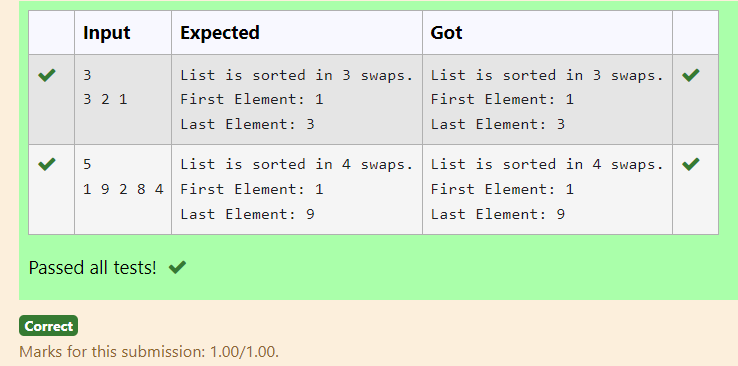 Input Expected Got
3 List is sorted in 3 swaps. List is sorted in 3 swaps.
3 2 1 First Element: 1 First Element: 1
Last Element: 3 Last Element: 3
5 List is sorted in 4 swaps. List is sorted in 4 swaps.
1 9 2 8 4 First Element: 1 First Element: 1
Last Element: 9 Last Element: 9
Passed all tests!
Correct
Marks for this submission: 1.00/1.00.